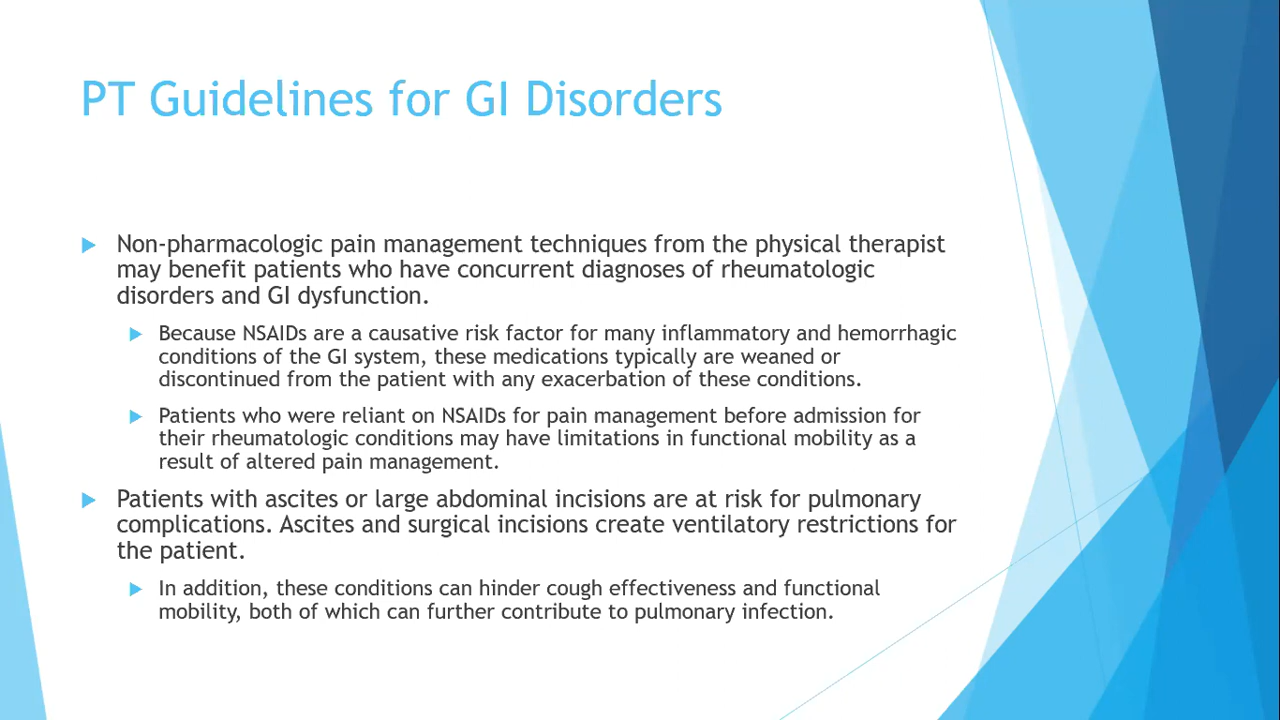 PT Guidelines for GI Disorders
Non-pharmacologic pain management techniques from the physical therapist
may benefit patients who have concurrent diagnoses of rheumatologic
disorders and GI dysfunction.
Because NSAIDs are a causative risk factor for many inflammatory and hemorrhagic
conditions of the GI system, these medications typically are weaned or
discontinued from the patient with any exacerbation of these conditions.
Patients who were reliant on NSAIDs for pain management before admission for
their rheumatologic conditions may have limitations in functional mobility as a
result of altered pain management.
Patients with ascites or large abdominal incisions are at risk for pulmonary
complications. Ascites and surgical incisions create ventilatory restrictions for
the patient.
In addition, these conditions can hinder cough effectiveness and functional
mobility, both of which can further contribute to pulmonary infection.